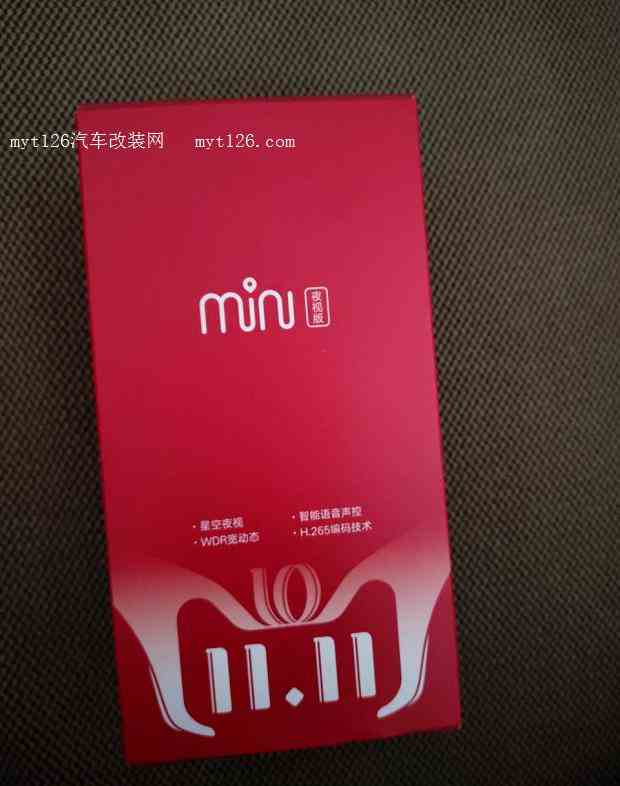 myt126汽车改装网 myt126.com
min 夜视版
·星空夜视 ·智能语音声控
·WDR宽动态 ·H.265编码技术
10
11.11